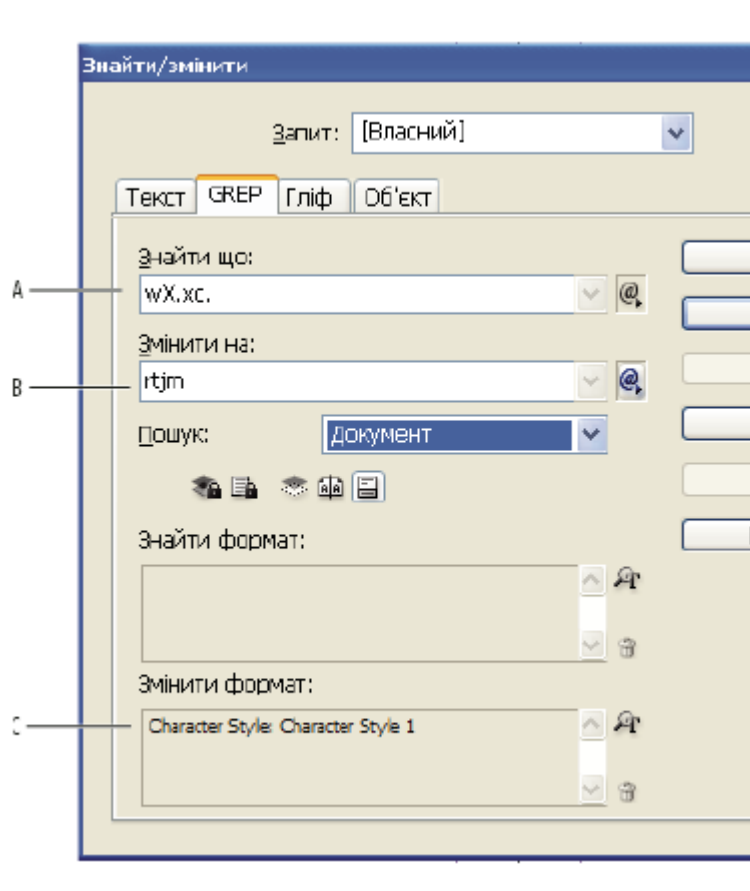 Знайти/змінити
Запит: [Власний]
Текст GREP Гліф Об'єкт
Знайти що:
A wX.xc.
Змінити на:
B rtjm
Пошук: Документ
Знайти формат:
Змінити формат:
C Character Style: Character Style 1